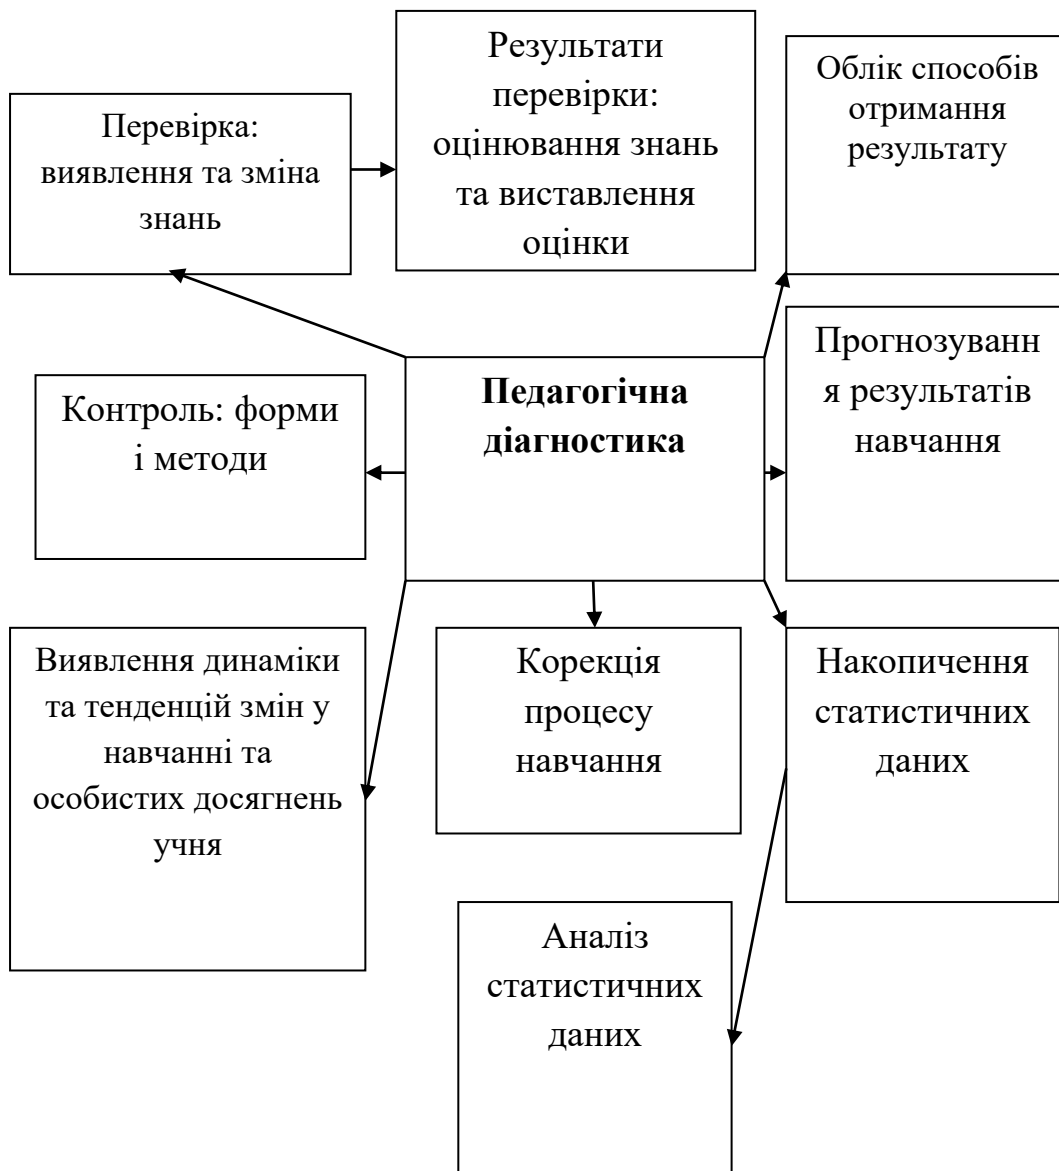 Перевірка:
виявлення та зміна
знань
Результати
перевірки:
оцінювання знань
та виставлення
оцінки
Облік способів
отримання
результату
Контроль: форми
і методи
Педагогічна
діагностика
Прогнозуванн
я результатів
навчання
Виявлення динаміки
та тенденцій змін у
навчанні та
особистих досягнень
учня
Корекція
процесу
навчання
Накопичення
статистичних
даних
Аналіз
статистичних
даних